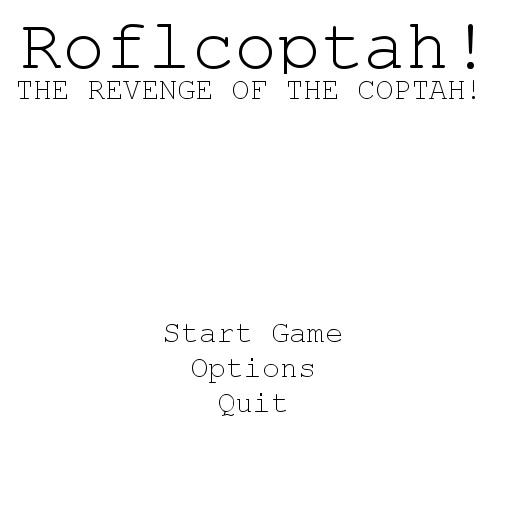 Roflcoptah!
THE REVENGE OF THE COPTAH!
Start Game
Options
Quit